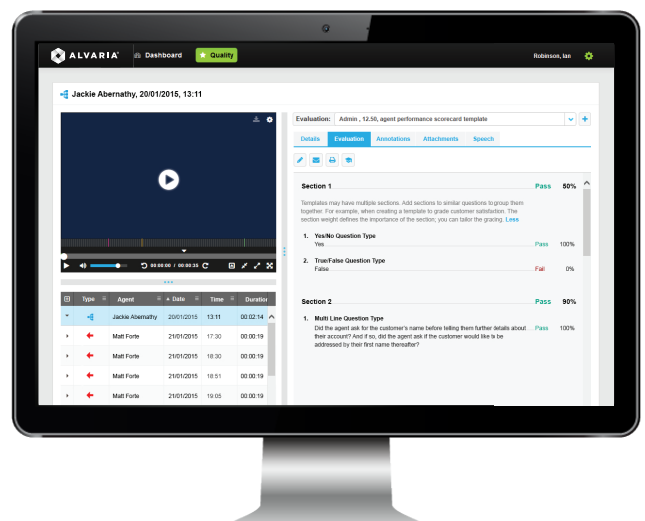 ALVARIA
Dashboard
Quality
Robinson, Ian
Jackie Abernathy, 20/01/2015, 13:11
00:00:00 / 00:00:35
Type Agent Date Time Duration
Jackie Abernathy 20/01/2015 13:11 00:02:14
Matt Forte 21/01/2015 17:30 00:00:19
Matt Forte 21/01/2015 18:30 00:00:19
Matt Forte 21/01/2015 18:51 00:00:19
Matt Forte 21/01/2015 19:05 00:00:19
Evaluation: Admin , 12.50, agent performance scorecard template
Details Evaluation Annotations Attachments Speech
Section 1 Pass 50%
Templates may have multiple sections. Add sections to similar questions to group them
together. For example, when creating a template to grade customer satisfaction. The
section weight defines the importance of the section; you can tailor the gracing. Less
1. Yes/No Question Type
Yes Pass 100%
2. True/False Question Type
False Fail 0%
Section 2 Pass 90%
1. Multi Line Question Type
Did the agent ask for the customer's name before telling them further details about Pass 100%
their account? And if so, did the agent ask if the customer would like to be
addressed by their first name thereafter?